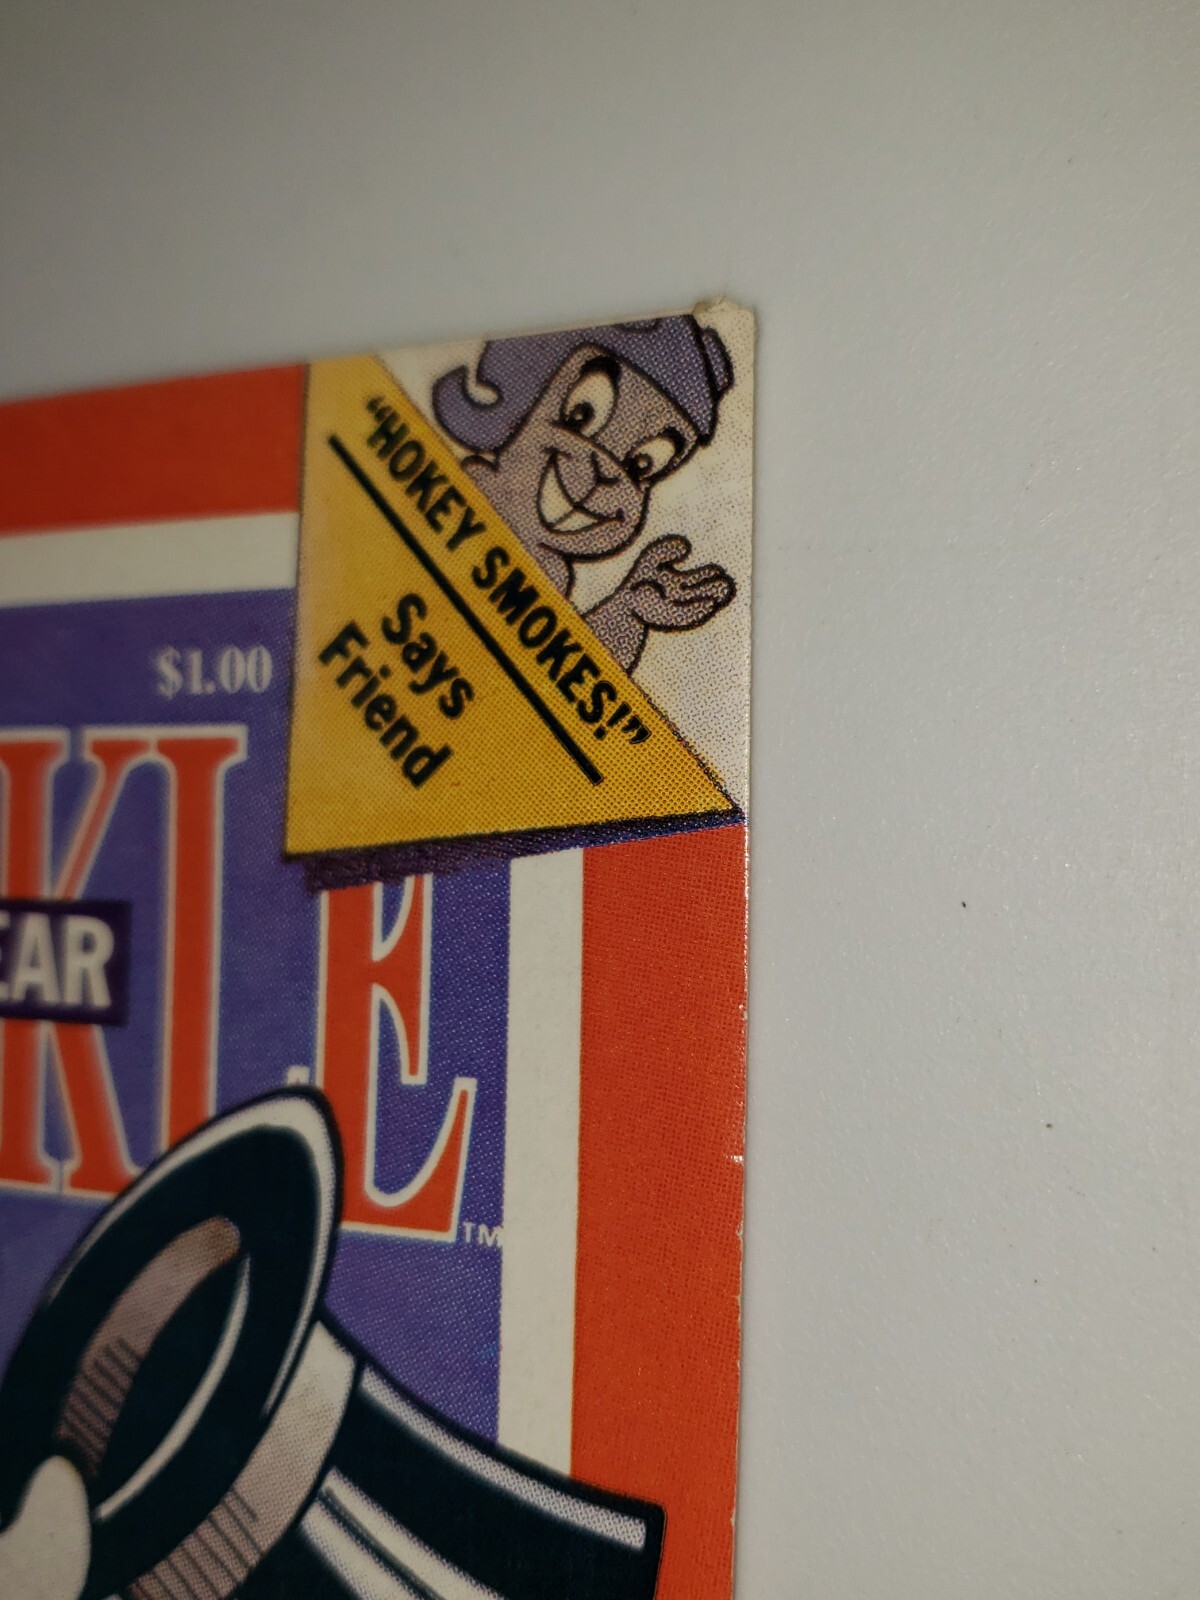 "HOKEY SMOKES!"
Says
Friend
$1.00
KLE
EAR
TM